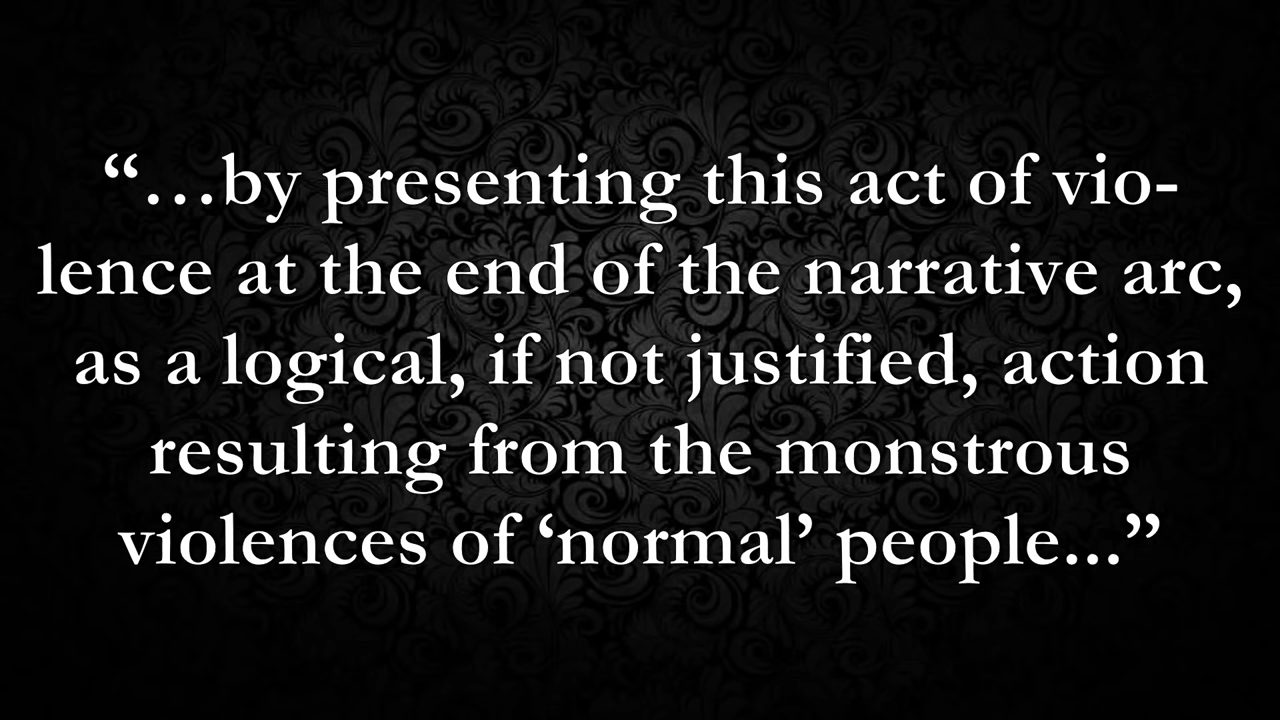 “…by presenting this act of vio-
lence at the end of the narrative arc,
as a logical, if not justified, action
resulting from the monstrous
violences of ‘normal’ people...”